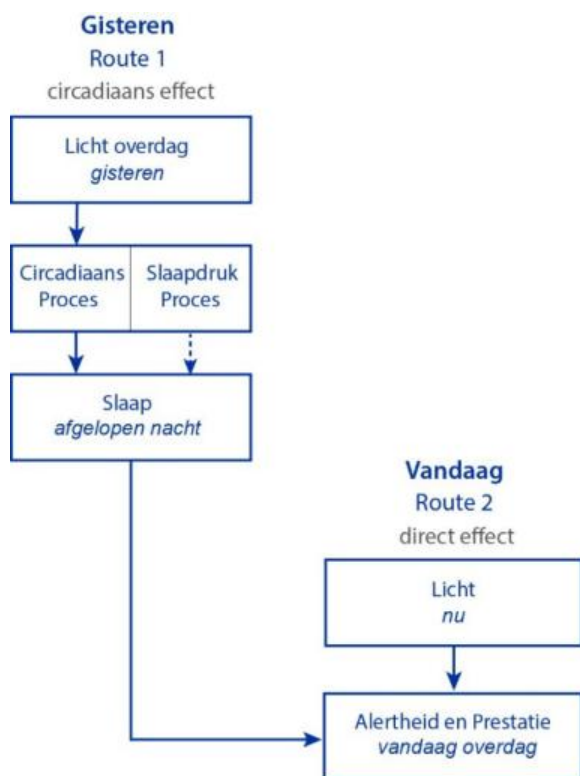 Gisteren
Route 1
circadiaans effect
Licht overdag
gisteren
Circadiaans
Proces
Slaapdruk
Proces
Slaap
afgelopen nacht
Vandaag
Route 2
direct effect
Licht
nu
Alertheid en Prestatie
vandaag overdag